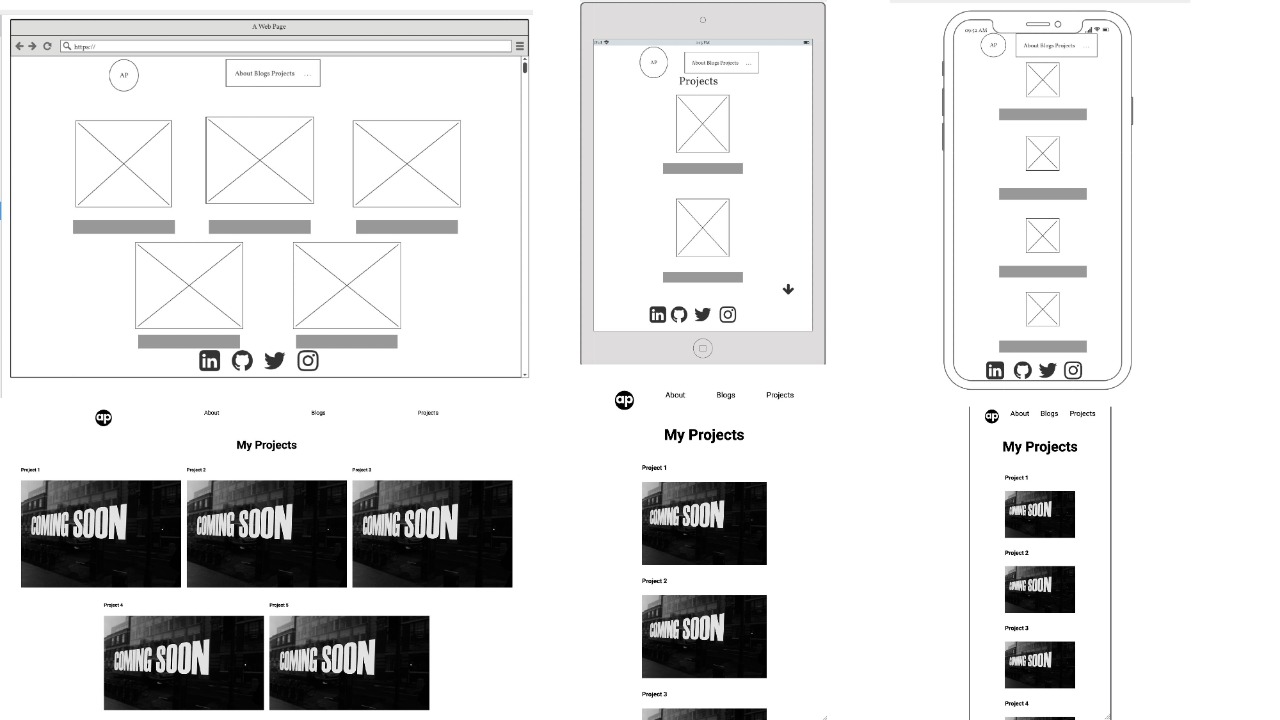 A Web Page
https://
AP
About Blogs Projects ...
AP
About Blogs Projects ...
Projects
09:52 AM
AP
About Blogs Projects ...
ap
About
Blogs
Projects
My Projects
Project 1
Project 2
Project 3
COMING SOON
COMING SOON
COMING SOON
Project 4
Project 5
COMING SOON
COMING SOON
ap
About
Blogs
Projects
My Projects
Project 1
COMING SOON
Project 2
COMING SOON
Project 3
ap
About
Blogs
Projects
My Projects
Project 1
COMING SOON
Project 2
COMING SOON
Project 3
COMING SOON
Project 4